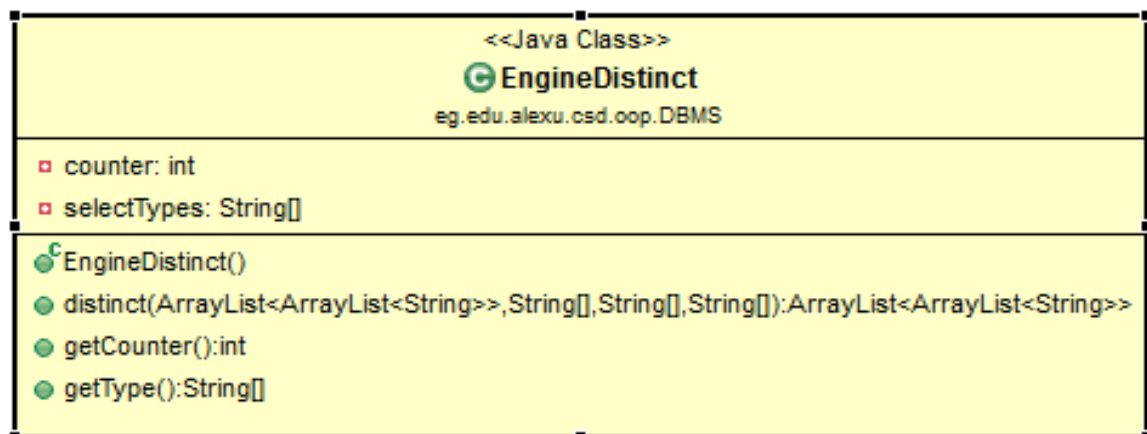 <<Java Class>>
EngineDistinct
eg.edu.alexu.csd.oop.DBMS
counter: int
selectTypes: String[]
EngineDistinct()
distinct(ArrayList<ArrayList<String>>,String[],String[],String[]):ArrayList<ArrayList<String>>
getCounter():int
getType():String[]